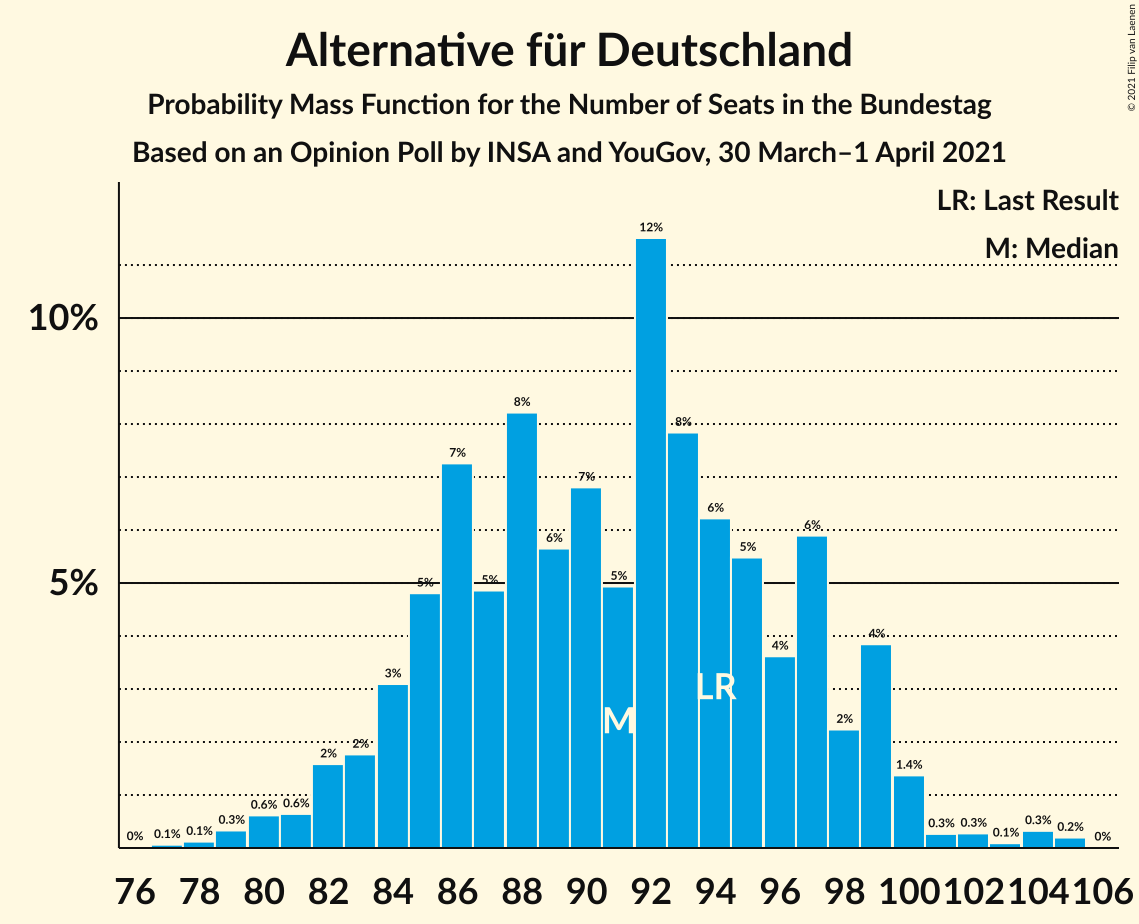 Alternative für Deutschland
Probability Mass Function for the Number of Seats in the Bundestag
Based on an Opinion Poll by INSA and YouGov, 30 March–1 April 2021
© 2021 Filip van Laenen
LR: Last Result
M: Median
10%
5%
0% 0.1% 0.1% 0.3% 0.6% 0.6% 2% 2% 3% 5% 7% 5% 8% 6% 7% 5% 12% 8% 6% 5% 4% 6% 2% 4% 1.4% 0.3% 0.3% 0.1% 0.3% 0.2% 0%
LR
M
76 78 80 82 84 86 88 90 92 94 96 98 100 102 104 106